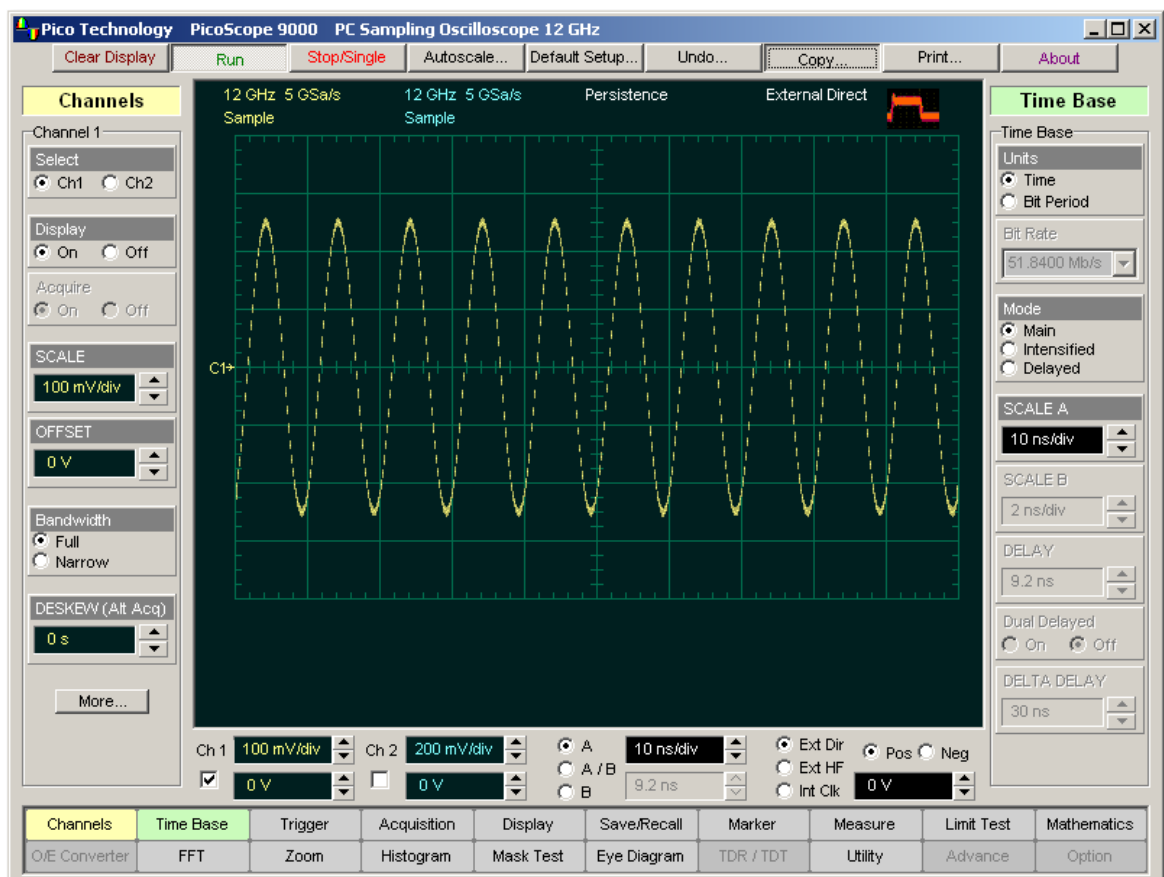 Pico Technology PicoScope 9000 PC Sampling Oscilloscope 12 GHz
Clear Display Run Stop/Single Autoscale... Default Setup... Undo... Copy... Print... About
Channels
Channel 1
Select
Ch1 Ch2
Display
On Off
Acquire
On Off
SCALE
100 mV/div
OFFSET
0 V
Bandwidth
Full
Narrow
DESKEW (Alt Acq)
0 s
More...
12 GHz 5 GSa/s 12 GHz 5 GSa/s Persistence External Direct
Sample Sample
C1
Time Base
Time Base
Units
Time
Bit Period
Bit Rate
51.8400 Mb/s
Mode
Main
Intensified
Delayed
SCALE A
10 ns/div
SCALE B
2 ns/div
DELAY
9.2 ns
Dual Delayed
On Off
DELTA DELAY
30 ns
Ch 1 100 mV/div Ch 2 200 mV/div A 10 ns/div Ext Dir Pos Neg
A / B Ext HF
0 V 0 V B 9.2 ns Int Clk 0 V
Channels Time Base Trigger Acquisition Display Save/Recall Marker Measure Limit Test Mathematics
O/E Converter FFT Zoom Histogram Mask Test Eye Diagram TDR / TDT Utility Advance Option